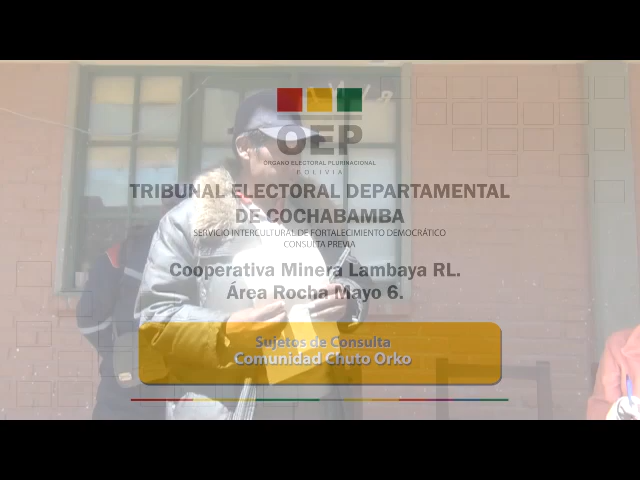 OEP
ÓRGANO ELECTORAL PLURINACIONAL
BOLIVIA
TRIBUNAL ELECTORAL DEPARTAMENTAL
DE COCHABAMBA
SERVICIO INTERCULTURAL DE FORTALECIMIENTO DEMOCRÁTICO
CONSULTA PREVIA
Cooperativa Minera Lambaya RL.
Área Rocha Mayo 6.
Sujetos de Consulta
Comunidad Chuto Orko